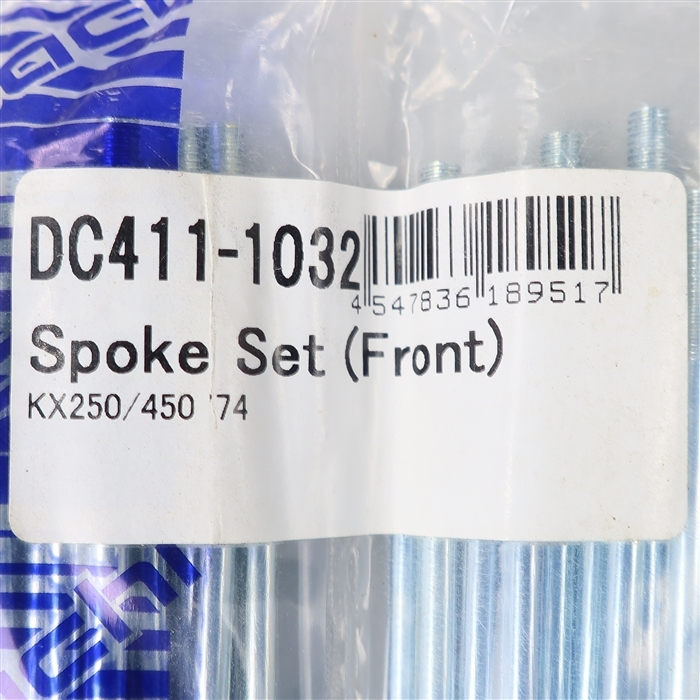 DC411-1032
4 547836 189517
Spoke Set (Front)
KX250/450 '74